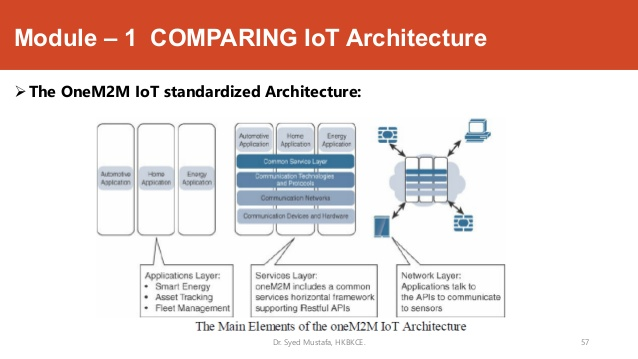 Module – 1 COMPARING IoT Architecture
➢The OneM2M IoT standardized Architecture:
Automotive Application
Home Application
Energy Application
Automotive Application
Home Application
Energy Application
Common Service Layer
Communication Technologies
and Protocols
Communication Networks
Communication Devices and Hardware
Applications Layer:
• Smart Energy
• Asset Tracking
• Fleet Management
Services Layer:
oneM2M includes a common
services horizontal framework
supporting Restful APIs
Network Layer:
Applications talk to
the APIs to communicate
to sensors
The Main Elements of the oneM2M IoT Architecture
Dr. Syed Mustafa, HKBKCE.
57